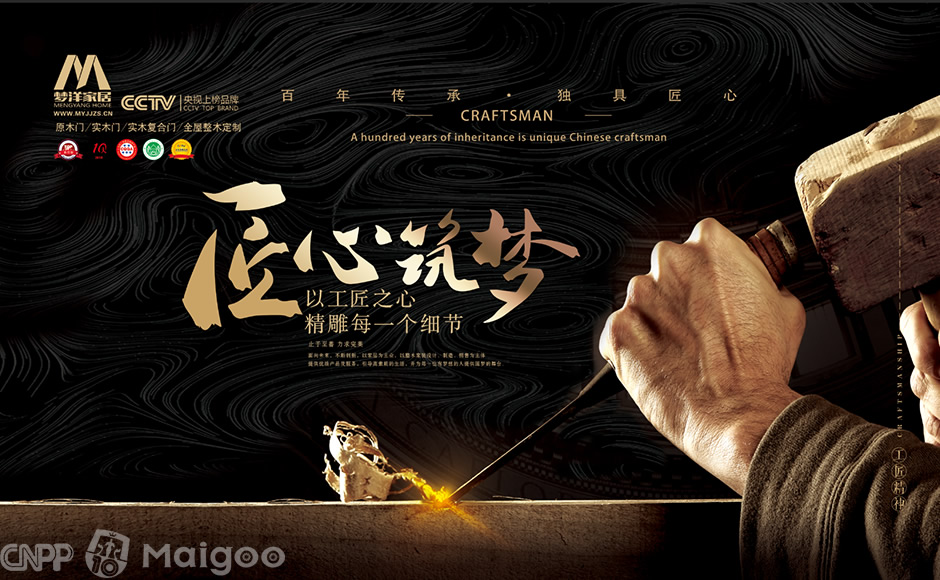 梦洋家居
MENGYANG HOME
WWW.MYJJZS.CN
CCTV 央视上榜品牌
CCTV TOP BRAND
原木门/实木门/实木复合门/全屋整木定制
百年传承·独具匠心
CRAFTSMAN
A hundred years of inheritance is unique Chinese craftsman
匠心筑梦
以工匠之心
精雕每一个细节
止于至善 力求完美
CRAFTSMANSHIP
工匠精神
CNPP Maigoo